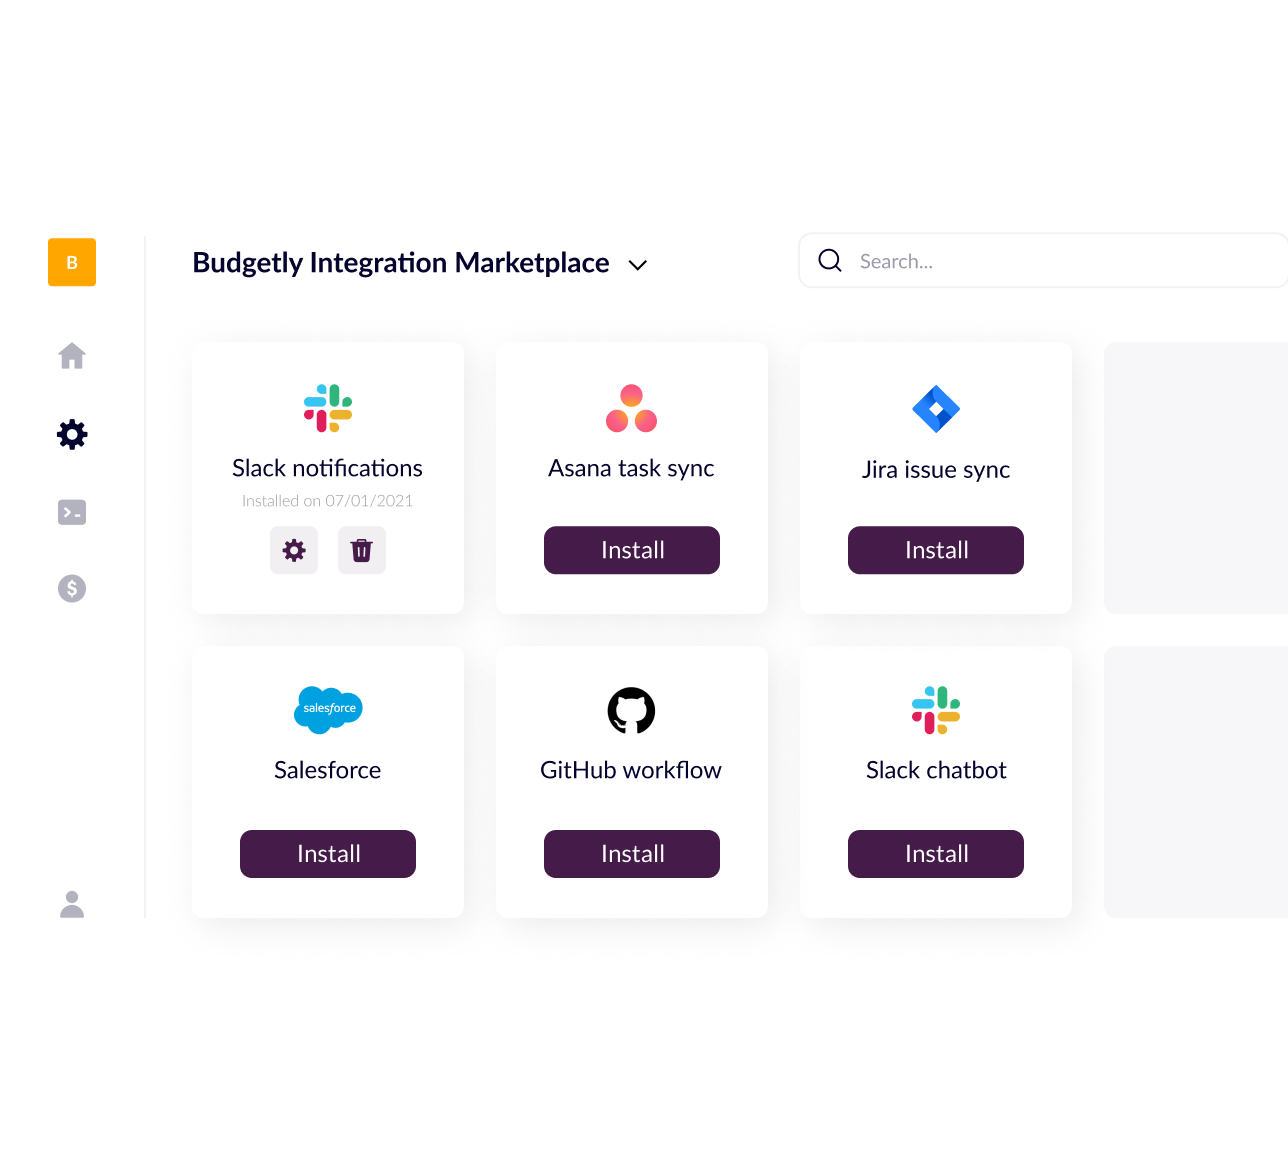 B
Budgetly Integration Marketplace
Search...
Slack notifications
Installed on 07/01/2021
Asana task sync
Install
Jira issue sync
Install
salesforce
Salesforce
Install
GitHub workflow
Install
Slack chatbot
Install